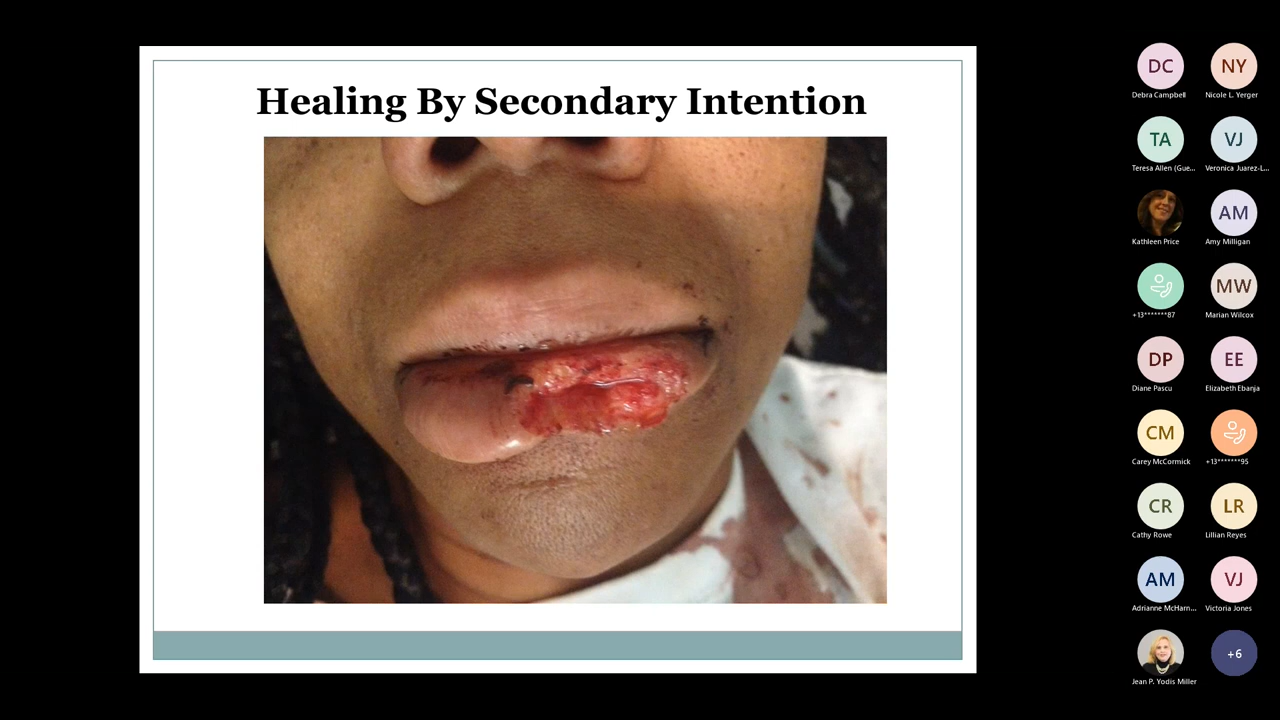 Healing By Secondary Intention
DC
NY
Debra Campbell
Nicole L. Yerger
TA
VJ
Teresa Allen (Gue...
Veronica Juarez-L...
AM
Kathleen Price
Amy Milligan
MW
+13*******87
Marian Wilcox
DP
EE
Diane Pascu
Elizabeth Ebanja
CM
Carey McCormick
+13*******95
CR
LR
Cathy Rowe
Lillian Reyes
AM
VJ
Adrianne McHarn...
Victoria Jones
+6
Jean P. Yodis Miller